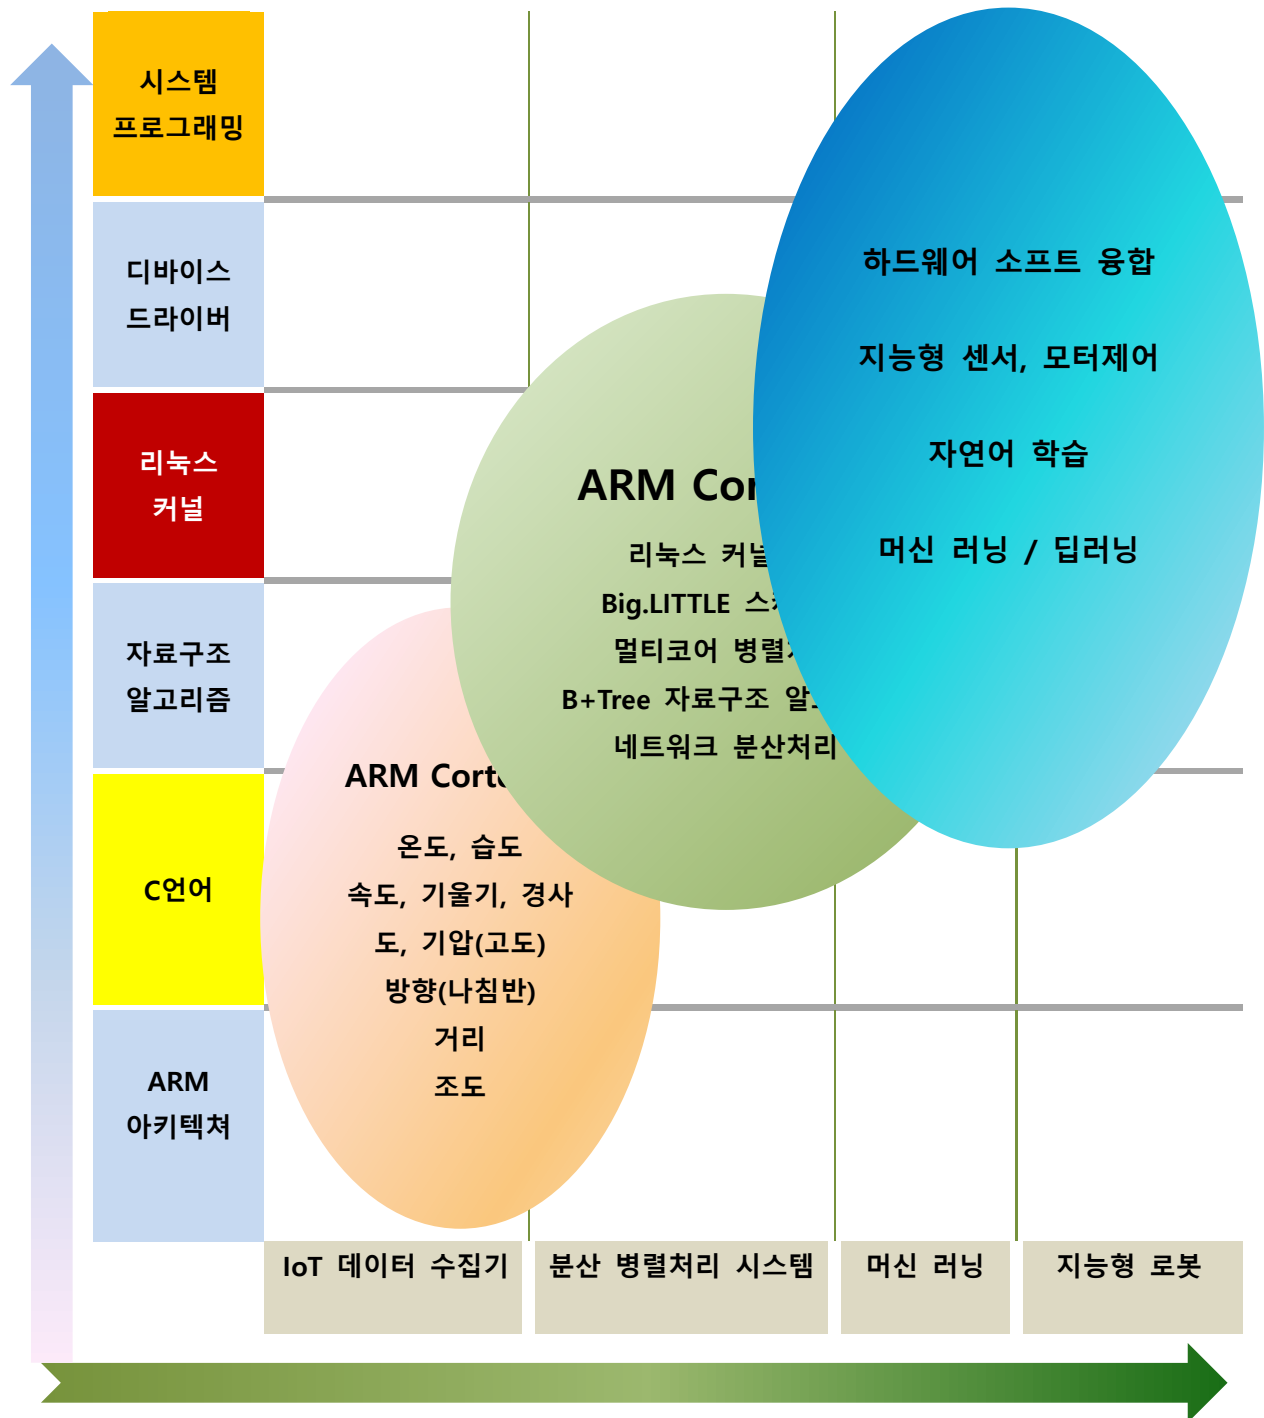 시스템
프로그래밍
디바이스
드라이버
리눅스
커널
자료구조
알고리즘
C언어
ARM
아키텍쳐
하드웨어 소프트 융합
지능형 센서, 모터제어
자연어 학습
머신 러닝 / 딥러닝
ARM
리눅스 커널
Big.LITTLE
멀티코어
B+Tree 자료구조
네트워크 분산처리
ARM
온도, 습도
속도, 기울기, 경사
도, 기압(고도)
방향(나침반)
거리
조도
IoT 데이터 수집기
분산 병렬처리 시스템
머신 러닝
지능형 로봇